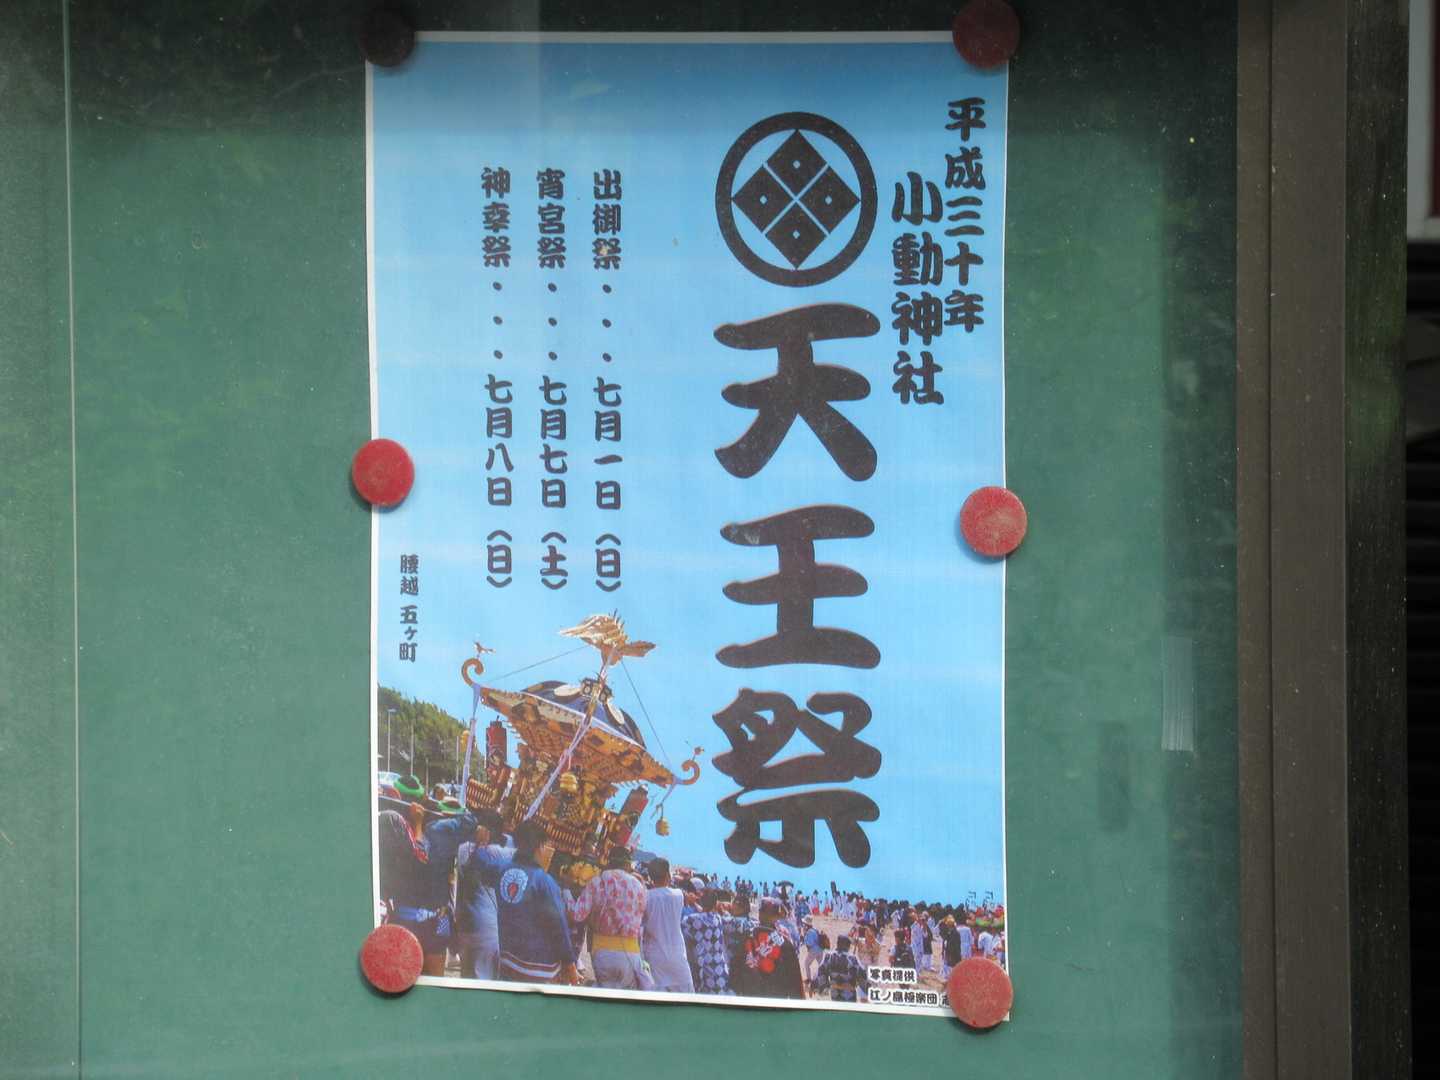 平成三十年
小動神社
天王祭
出御祭・・・七月一日(日)
宵宮祭・・・七月七日(土)
神幸祭・・・七月八日(日)
腰越 五ヶ町
写真提供
江ノ島極楽団